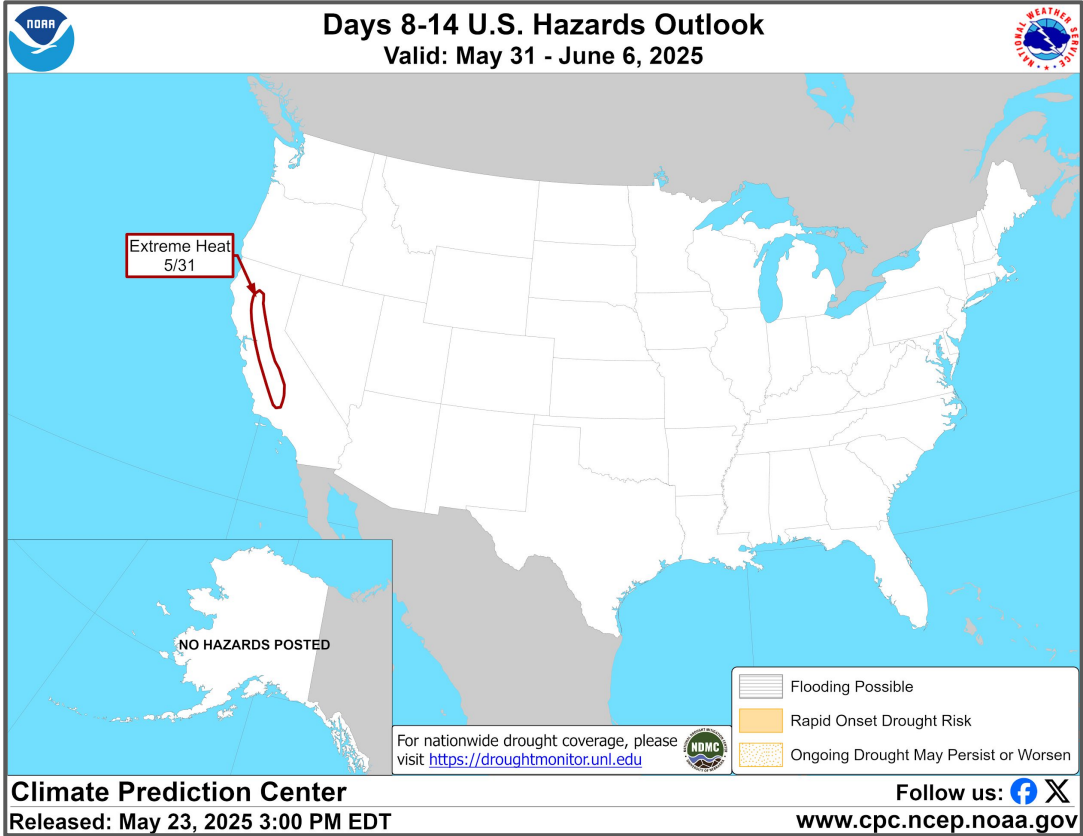 NOAA
Days 8-14 U.S. Hazards Outlook
Valid: May 31 - June 6, 2025
NATIONAL WEATHER SERVICE
Extreme Heat
5/31
NO HAZARDS POSTED
Flooding Possible
Rapid Onset Drought Risk
Ongoing Drought May Persist or Worsen
For nationwide drought coverage, please
visit https://droughtmonitor.unl.edu
NDMC
Climate Prediction Center
Released: May 23, 2025 3:00 PM EDT
Follow us:
www.cpc.ncep.noaa.gov